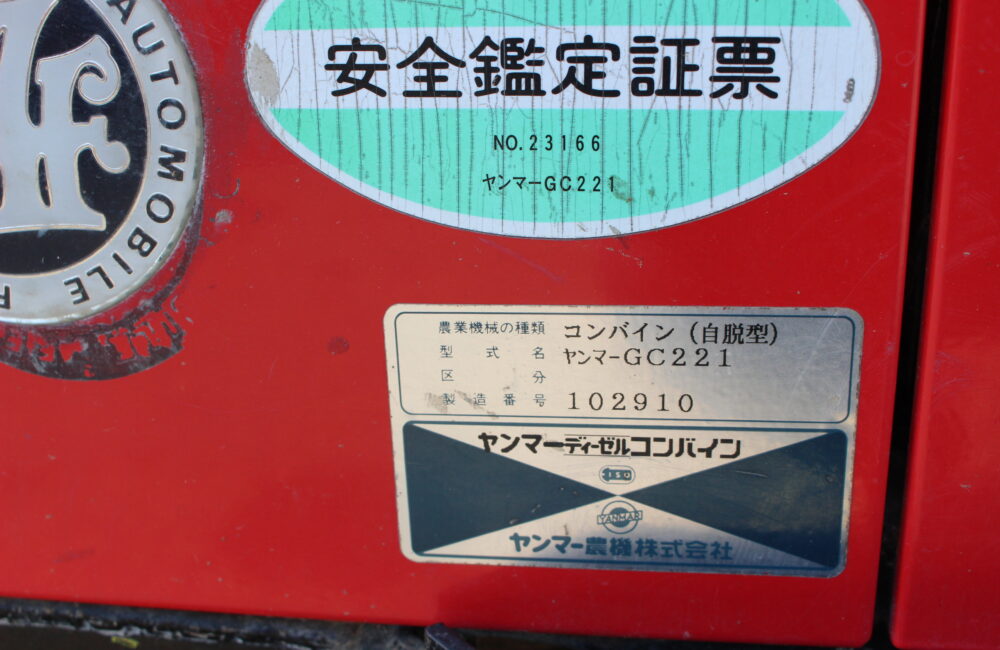 AUTOMOBILE F
JAF
安全鑑定証票
NO.23166
ヤンマーGC221
農業機械の種類 コンバイン(自脱型)
型式名 ヤンマーGC221
区分
製造番号 102910
ヤンマーディーゼルコンバイン
ISO
YANMAR
ヤンマー農機株式会社